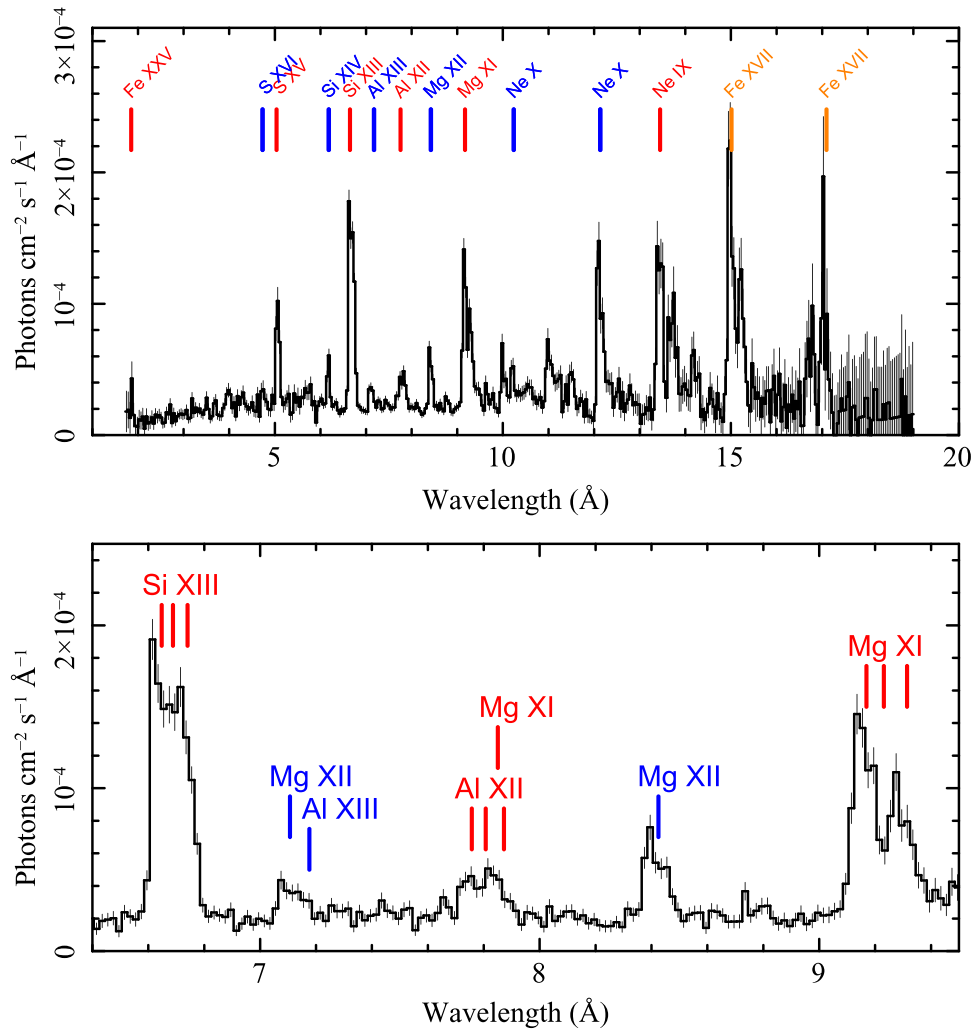 3×10⁻⁴
Fe XXV S XVI S XV Si XIV Si XIII Al XIII Al XII Mg XII Mg XI Ne X Ne X Ne IX Fe XVII Fe XVII
2×10⁻⁴
10⁻⁴
0
Photons cm⁻² s⁻¹ Å⁻¹
5 10 15 20
Wavelength (Å)
Si XIII
2×10⁻⁴
Mg XI
Mg XI
Mg XII Al XII Mg XII
Al XIII
10⁻⁴
0
Photons cm⁻² s⁻¹ Å⁻¹
7 8 9
Wavelength (Å)